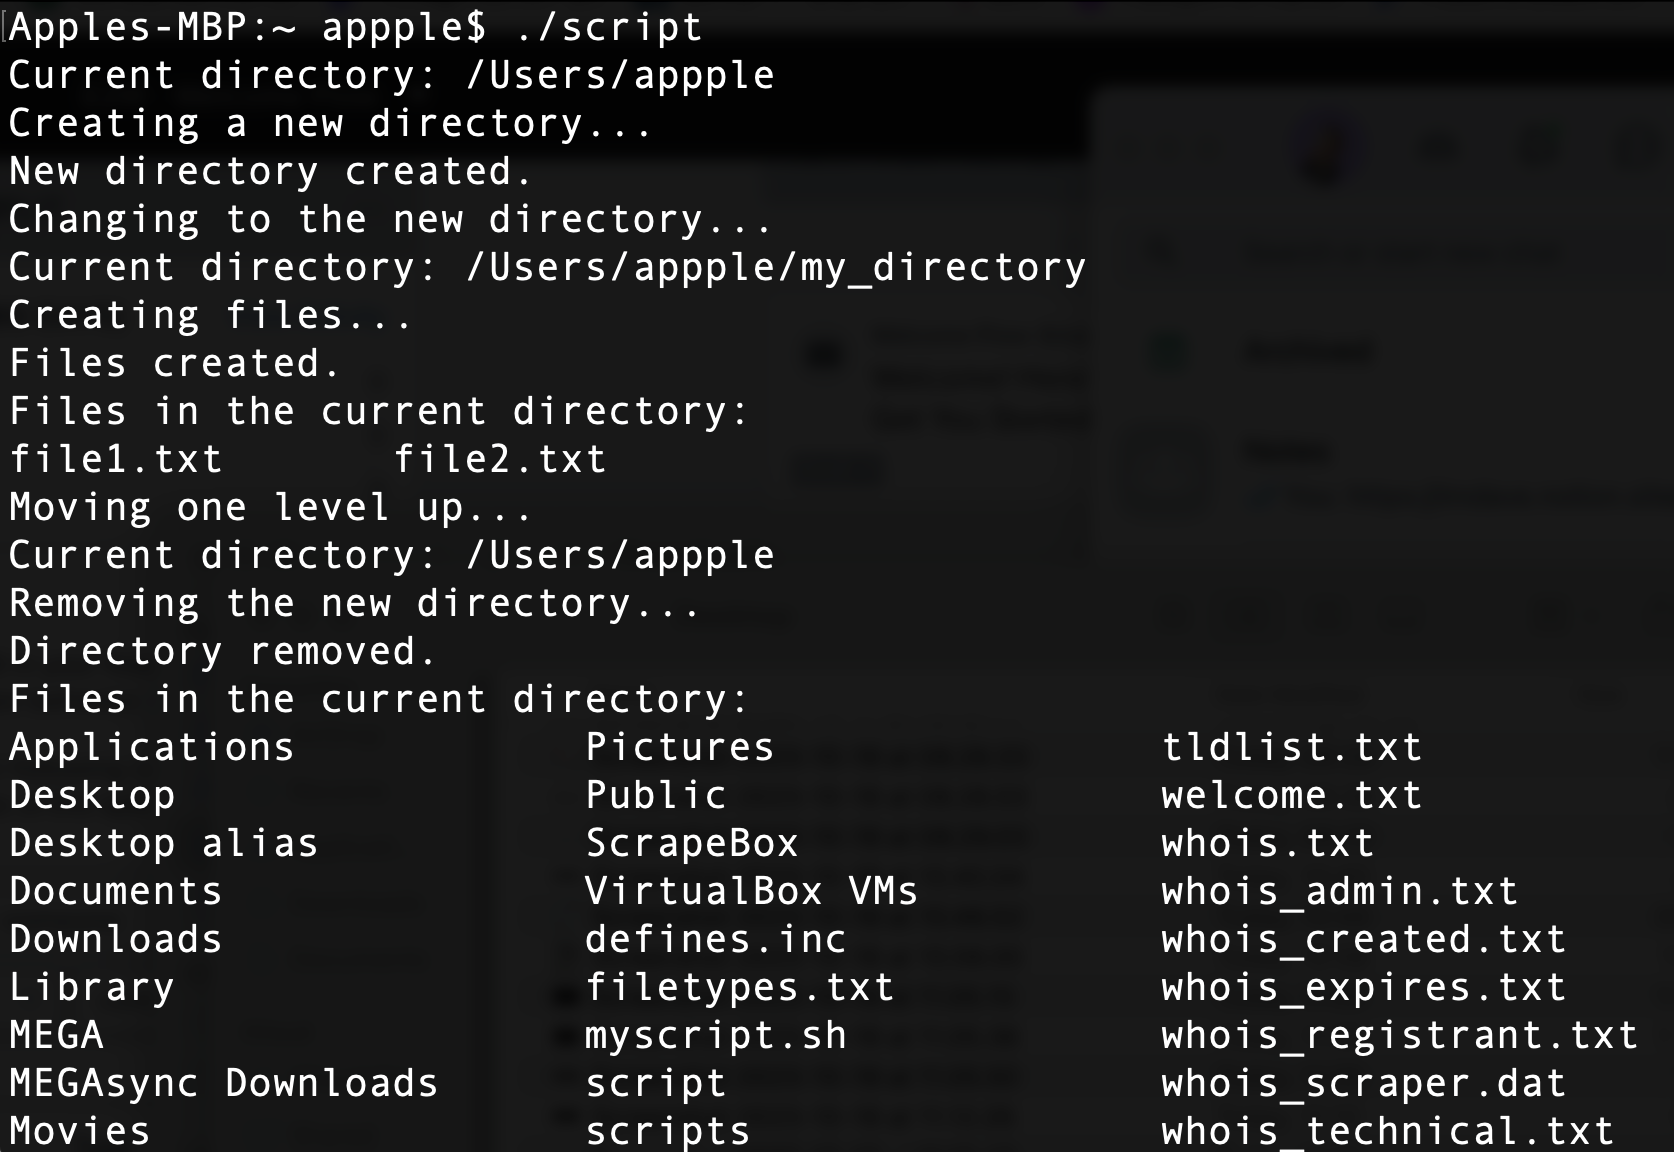 Apples-MBP:~ appple$ ./script
Current directory: /Users/appple
Creating a new directory...
New directory created.
Changing to the new directory...
Current directory: /Users/appple/my_directory
Creating files...
Files created.
Files in the current directory:
file1.txt file2.txt
Moving one level up...
Current directory: /Users/appple
Removing the new directory...
Directory removed.
Files in the current directory:
Applications Pictures tldlist.txt
Desktop Public welcome.txt
Desktop alias ScrapeBox whois.txt
Documents VirtualBox VMs whois_admin.txt
Downloads defines.inc whois_created.txt
Library filetypes.txt whois_expires.txt
MEGA myscript.sh whois_registrant.txt
MEGAsync Downloads script whois_scraper.dat
Movies scripts whois_technical.txt